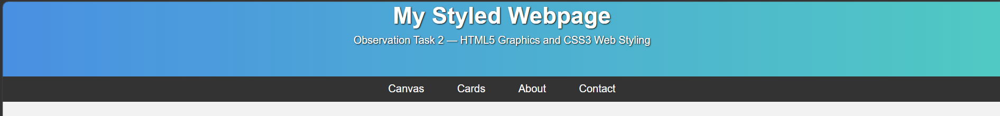 My Styled Webpage
Observation Task 2 — HTML5 Graphics and CSS3 Web Styling
Canvas Cards About Contact